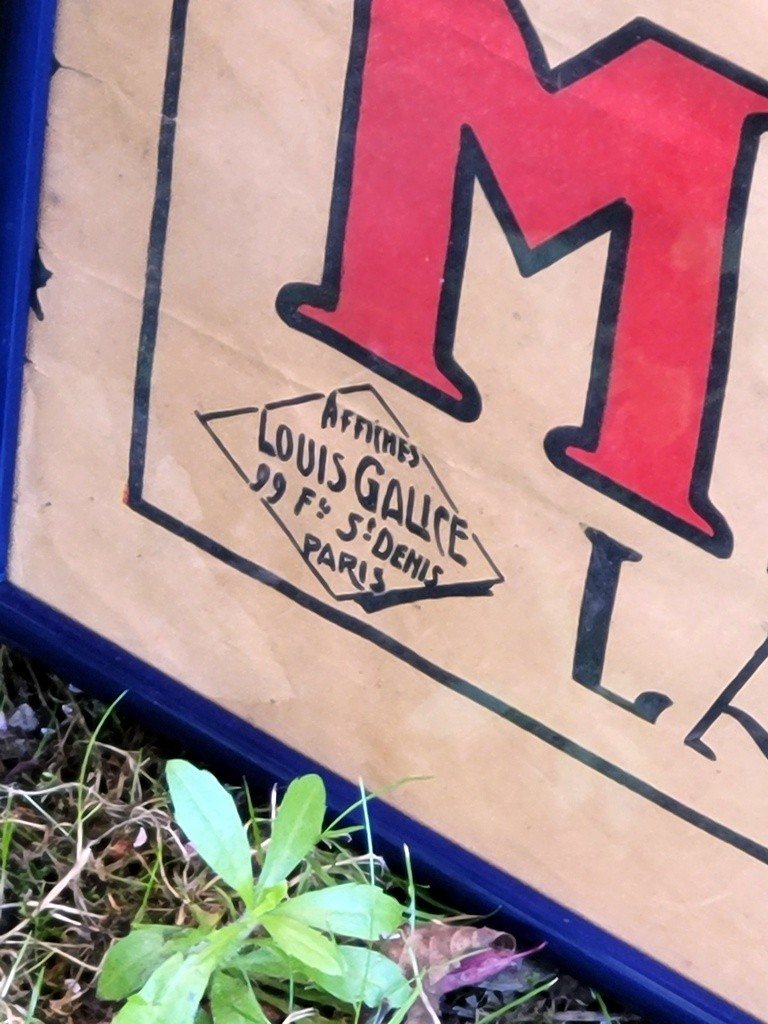 M
AFFICHES
LOUIS GALICE
99 Fg St DENIS
PARIS
L